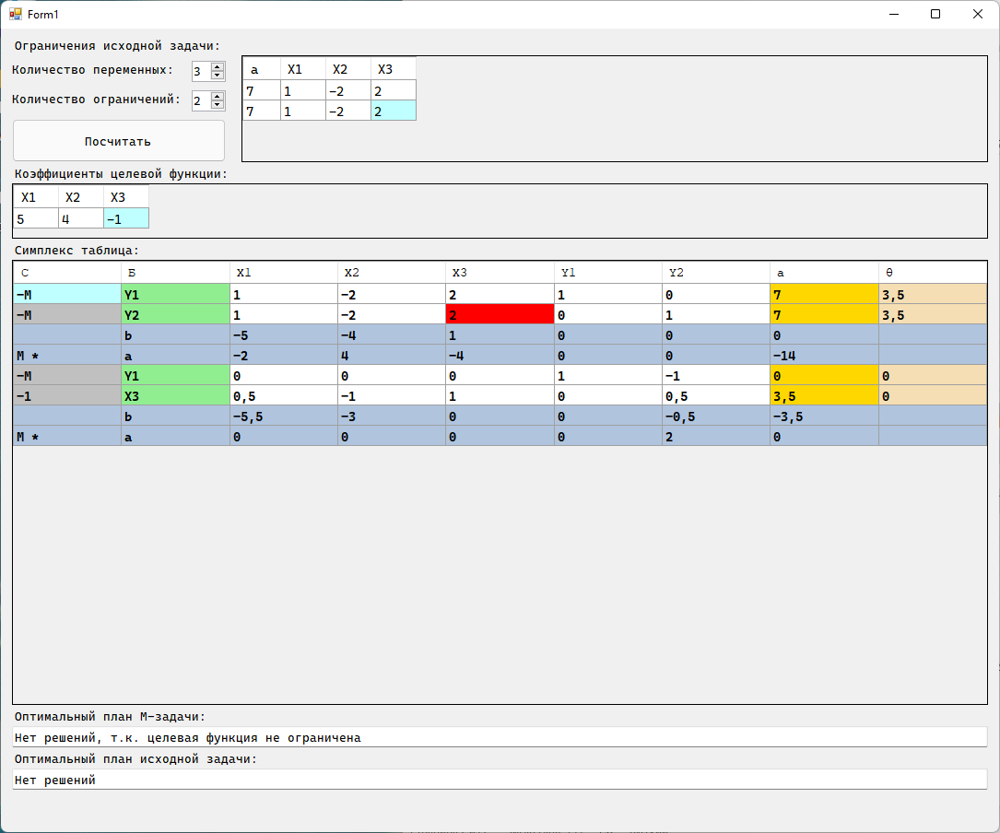 Form1
Ограничения исходной задачи:
Количество переменных: 3
Количество ограничений: 2
a X1 X2 X3
7 1 -2 2
7 1 -2 2
Посчитать
Коэффициенты целевой функции:
X1 X2 X3
5 4 -1
Симплекс таблица:
С Б X1 X2 X3 Y1 Y2 a θ
-M Y1 1 -2 2 1 0 7 3,5
-M Y2 1 -2 2 0 1 7 3,5
b -5 -4 1 0 0 0
M * a -2 4 -4 0 0 -14
-M Y1 0 0 0 1 -1 0 0
-1 X3 0,5 -1 1 0 0,5 3,5 0
b -5,5 -3 0 0 -0,5 -3,5
M * a 0 0 0 0 2 0
Оптимальный план М-задачи:
Нет решений, т.к. целевая функция не ограничена
Оптимальный план исходной задачи:
Нет решений